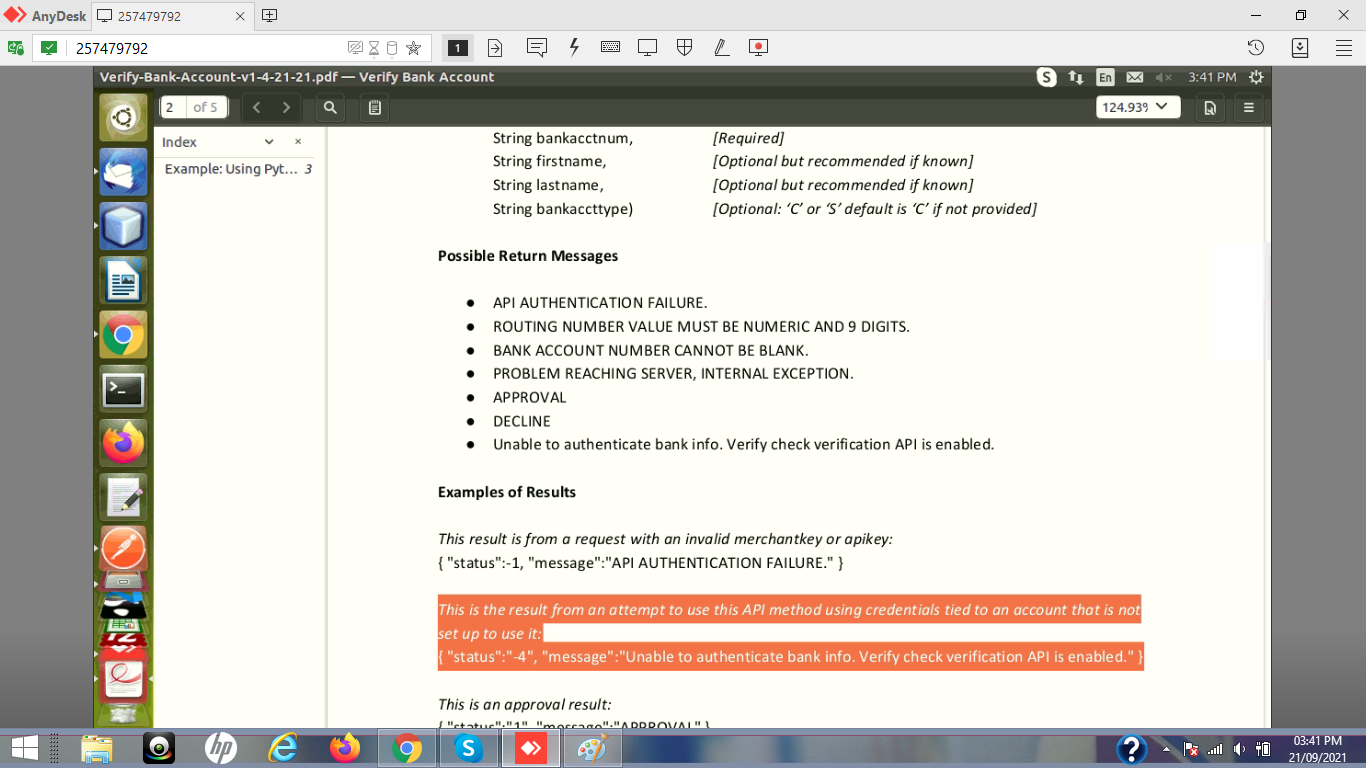 AnyDesk
257479792
257479792
1
Verify-Bank-Account-v1-4-21-21.pdf — Verify Bank Account
S
En
3:41 PM
2
of 5
124.93%
Index
Example: Using Pyt... 3
String bankacctnum, [Required]
String firstname, [Optional but recommended if known]
String lastname, [Optional but recommended if known]
String bankaccttype) [Optional: ‘C’ or ‘S’ default is ‘C’ if not provided]
Possible Return Messages
● API AUTHENTICATION FAILURE.
● ROUTING NUMBER VALUE MUST BE NUMERIC AND 9 DIGITS.
● BANK ACCOUNT NUMBER CANNOT BE BLANK.
● PROBLEM REACHING SERVER, INTERNAL EXCEPTION.
● APPROVAL
● DECLINE
● Unable to authenticate bank info. Verify check verification API is enabled.
Examples of Results
This result is from a request with an invalid merchantkey or apikey:
{ "status":-1, "message":"API AUTHENTICATION FAILURE." }
This is the result from an attempt to use this API method using credentials tied to an account that is not
set up to use it:
{ "status":"-4", "message":"Unable to authenticate bank info. Verify check verification API is enabled." }
This is an approval result:
{ "status":"1", "message":"APPROVAL" }
hp
S
?
03:41 PM
21/09/2021